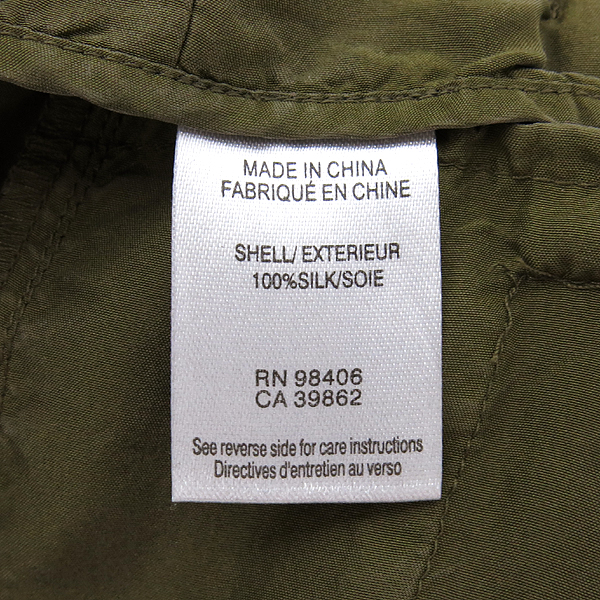 MADE IN CHINA
FABRIQUÉ EN CHINE
SHELL/ EXTERIEUR
100%SILK/SOIE
RN 98406
CA 39862
See reverse side for care instructions
Directives d'entretien au verso